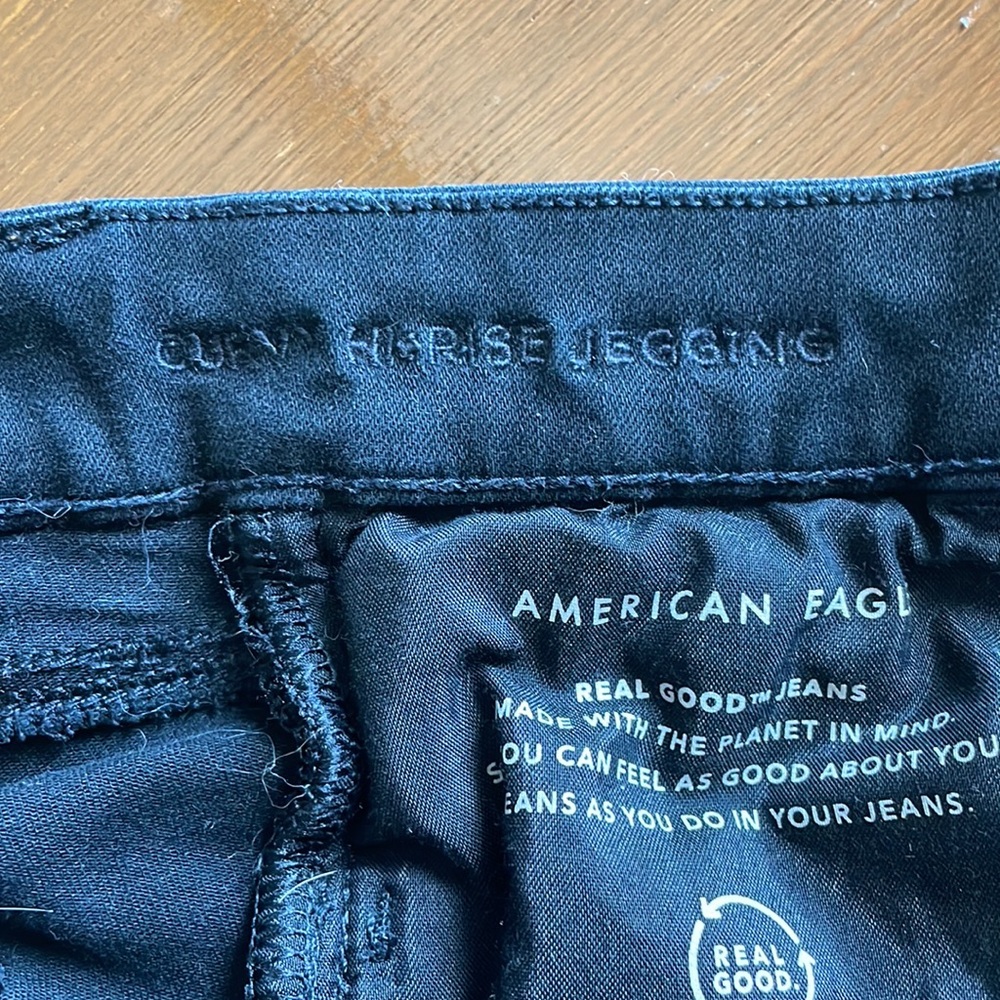 CURVY HI-RISE JEGGING
AMERICAN EAGL
REAL GOOD™ JEANS
MADE WITH THE PLANET IN MIND.
SO YOU CAN FEEL AS GOOD ABOUT YOU
EANS AS YOU DO IN YOUR JEANS.
REAL
GOOD.